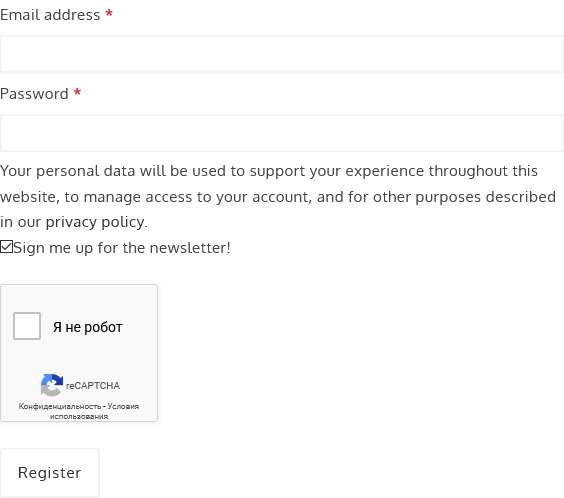 Email address *
Password *
Your personal data will be used to support your experience throughout this
website, to manage access to your account, and for other purposes described
in our privacy policy.
Sign me up for the newsletter!
Я не робот
reCAPTCHA
Конфиденциальность - Условия
использования
Register